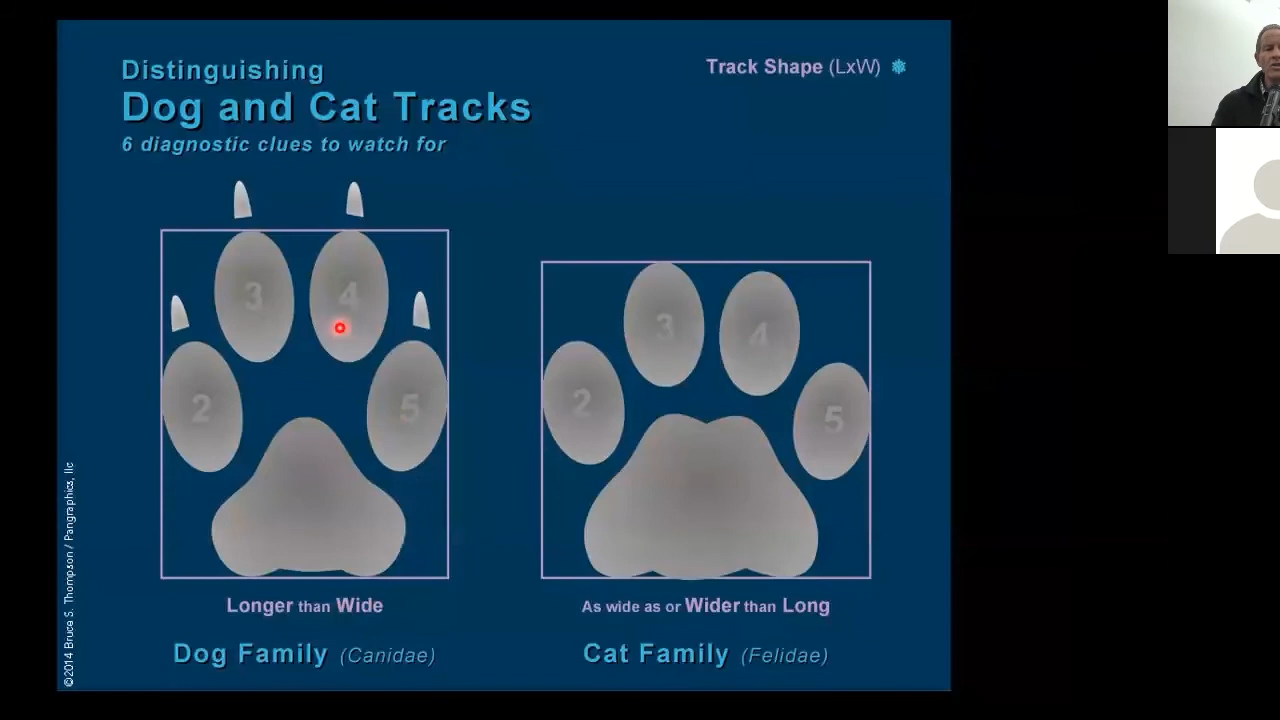 Distinguishing
Dog and Cat Tracks
6 diagnostic clues to watch for
Track Shape (LxW)
3
4
2
5
3
4
2
5
Longer than Wide
As wide as or Wider than Long
Dog Family (Canidae)
Cat Family (Felidae)
©2014 Bruce S. Thompson / Pangraphics, llc